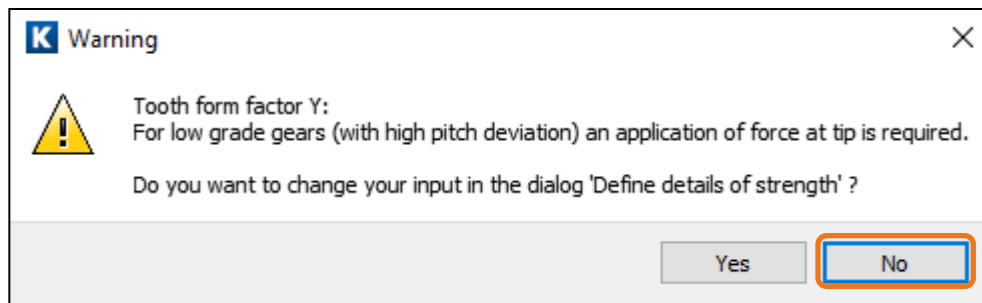 K Warning
Tooth form factor Y:
For low grade gears (with high pitch deviation) an application of force at tip is required.
Do you want to change your input in the dialog 'Define details of strength' ?
Yes No